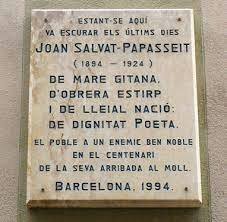 ESTANT-SE AQUÍ
VA ESCURAR ELS ÚLTIMS DIES
JOAN SALVAT-PAPASSEIT
(1894 — 1924)
DE MARE GITANA,
D'OBRERA ESTIRP
I DE LLEIAL NACIÓ:
DE DIGNITAT POETA.
EL POBLE A UN ENEMIC BEN NOBLE
EN EL CENTENARI
DE LA SEVA ARRIBADA AL MOLL.
BARCELONA, 1994.